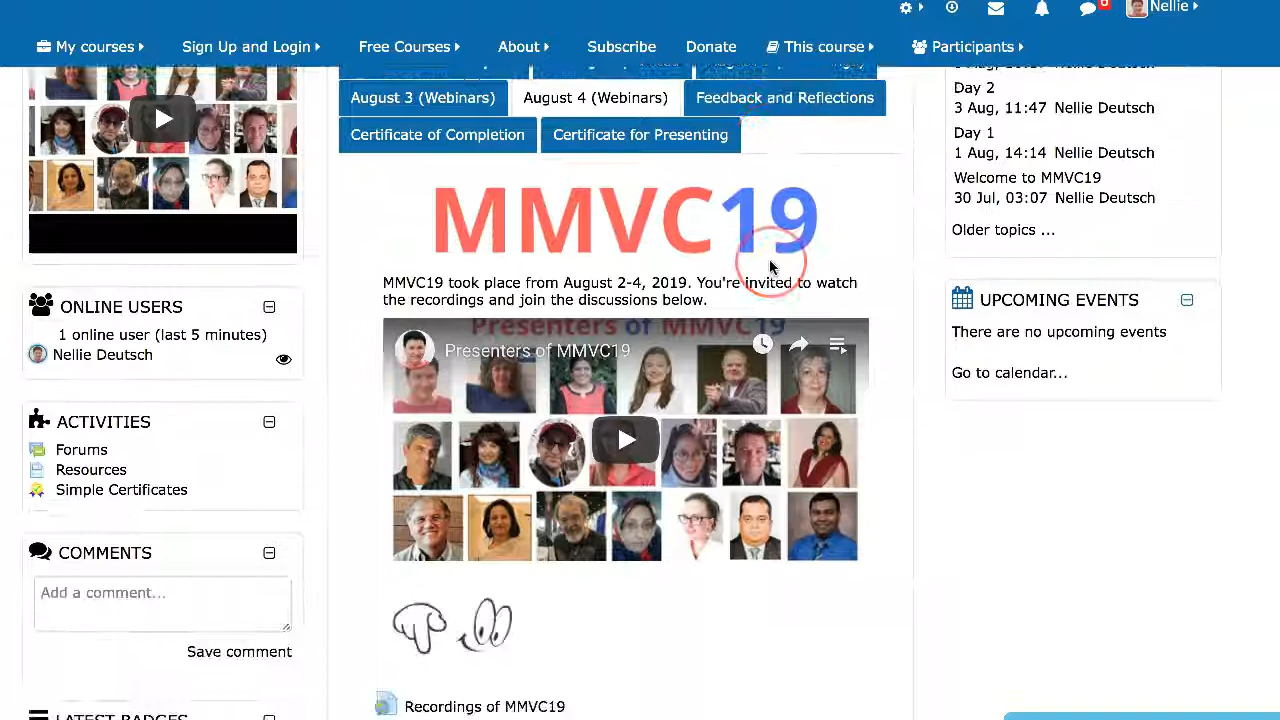 Nellie
My courses
Sign Up and Login
Free Courses
About
Subscribe
Donate
This course
Participants
August 3 (Webinars)
August 4 (Webinars)
Feedback and Reflections
Certificate of Completion
Certificate for Presenting
MMVC19
MMVC19 took place from August 2-4, 2019. You're invited to watch
the recordings and join the discussions below.
Presenters of MMVC19
Presenters of MMVC19
Recordings of MMVC19
ONLINE USERS
1 online user (last 5 minutes)
Nellie Deutsch
ACTIVITIES
Forums
Resources
Simple Certificates
COMMENTS
Add a comment...
Save comment
LATEST BADGES
Day 2
3 Aug, 11:47 Nellie Deutsch
Day 1
1 Aug, 14:14 Nellie Deutsch
Welcome to MMVC19
30 Jul, 03:07 Nellie Deutsch
Older topics ...
UPCOMING EVENTS
There are no upcoming events
Go to calendar...